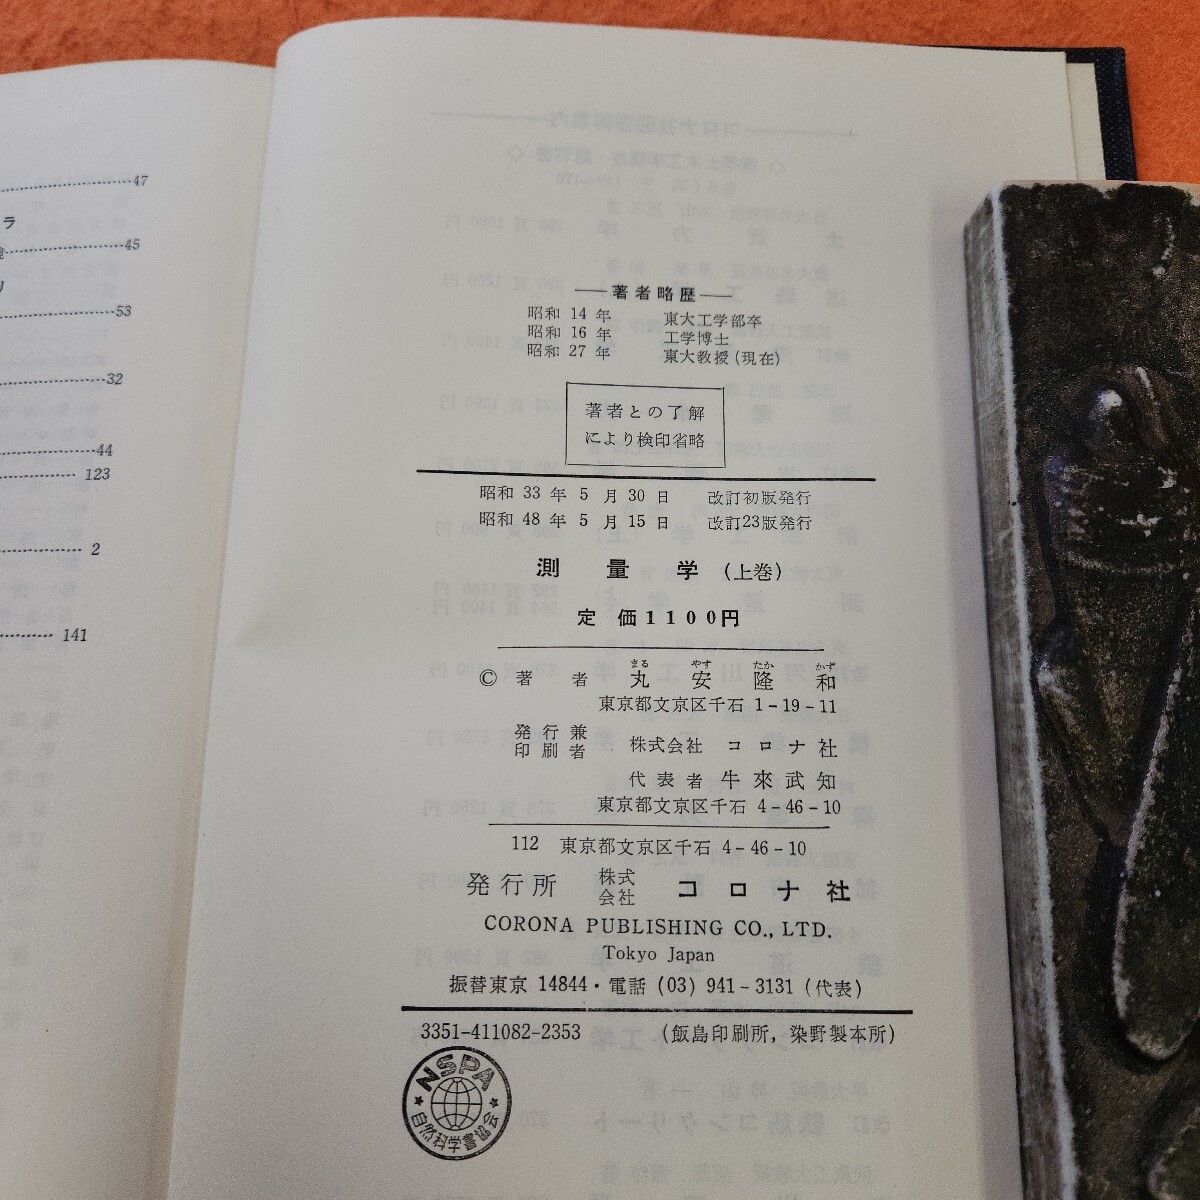 47
ラ
45
リ
53
32
44
123
2
141
著者略歴
昭和 14 年 東大工学部卒
昭和 16 年 工学博士
昭和 27 年 東大教授(現在)
著者との了解
により検印省略
昭和 33 年 5 月 30 日 改訂初版発行
昭和 48 年 5 月 15 日 改訂23版発行
測量学(上巻)
定価1100円
まる やす たか かず
© 著者 丸安隆和
東京都文京区千石 1-19-11
発行兼
印刷者 株式会社 コロナ社
代表者 牛來武知
東京都文京区千石 4-46-10
112 東京都文京区千石 4-46-10
発行所 株式会社 コロナ社
CORONA PUBLISHING CO., LTD.
Tokyo Japan
振替東京 14844・電話 (03) 941-3131 (代表)
3351-411082-2353 (飯島印刷所, 染野製本所)
NSPA
自然科学書協会